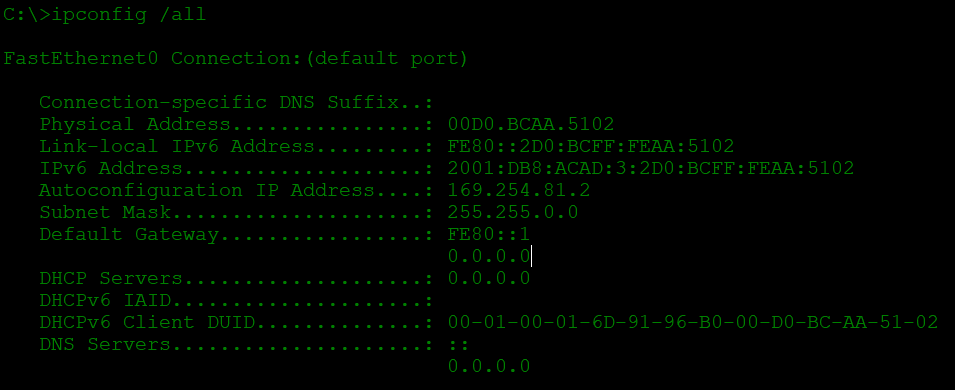 C:\>ipconfig /all
FastEthernet0 Connection:(default port)
Connection-specific DNS Suffix..:
Physical Address................: 00D0.BCAA.5102
Link-local IPv6 Address.........: FE80::2D0:BCFF:FEAA:5102
IPv6 Address....................: 2001:DB8:ACAD:3:2D0:BCFF:FEAA:5102
Autoconfiguration IP Address....: 169.254.81.2
Subnet Mask.....................: 255.255.0.0
Default Gateway.................: FE80::1
0.0.0.0
DHCP Servers....................: 0.0.0.0
DHCPv6 IAID.....................:
DHCPv6 Client DUID..............: 00-01-00-01-6D-91-96-B0-00-D0-BC-AA-51-02
DNS Servers.....................: ::
0.0.0.0